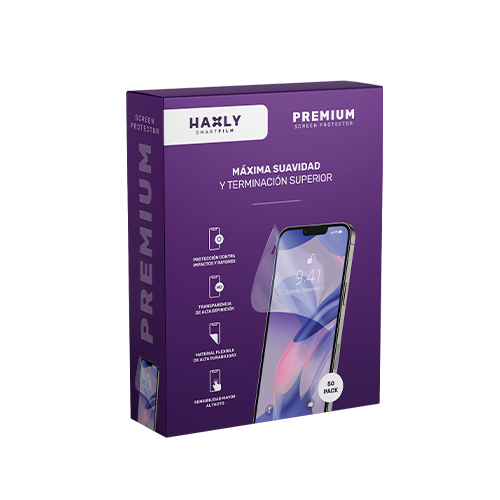 SCREEN
PROTECTOR
PREMIUM
HAXLY
SMARTFILM
PREMIUM
SCREEN PROTECTOR
MÁXIMA SUAVIDAD
Y TERMINACIÓN SUPERIOR
PROTECCIÓN CONTRA
IMPACTOS Y RAYONES
HD
TRANSPARENCIA
DE ALTA DEFINICIÓN
MATERIAL FLEXIBLE
DE ALTA DURABILIDAD
SENSIBILIDAD MAYOR
AL TACTO
9:41
50
PACK